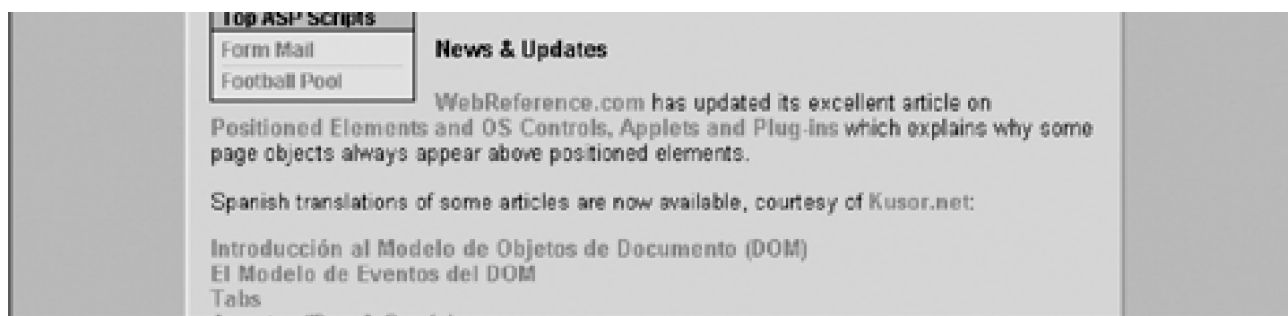 Top ASP Scripts
Form Mail
Football Pool
News & Updates
WebReference.com has updated its excellent article on
Positioned Elements and OS Controls, Applets and Plug-ins which explains why some
page objects always appear above positioned elements.
Spanish translations of some articles are now available, courtesy of Kusor.net:
Introducción al Modelo de Objetos de Documento (DOM)
El Modelo de Eventos del DOM
Tabs